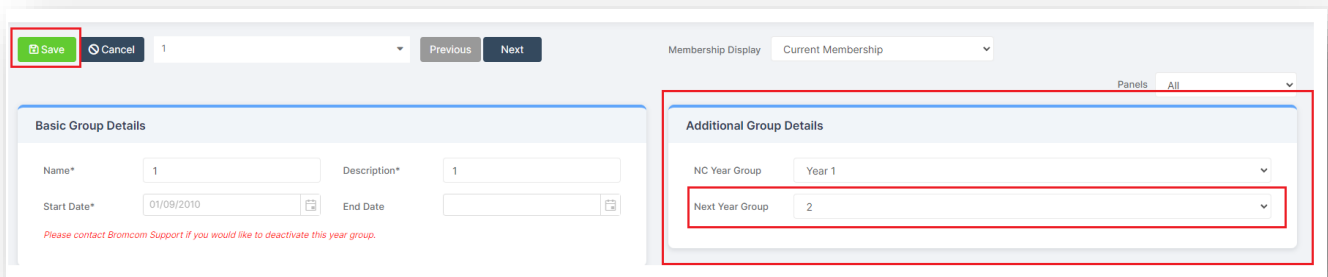 Save Cancel 1 Previous Next Membership Display Current Membership
Panels All
Basic Group Details
Name* 1 Description* 1
Start Date* 01/09/2010 End Date
Please contact Bromcom Support if you would like to deactivate this year group.
Additional Group Details
NC Year Group Year 1
Next Year Group 2